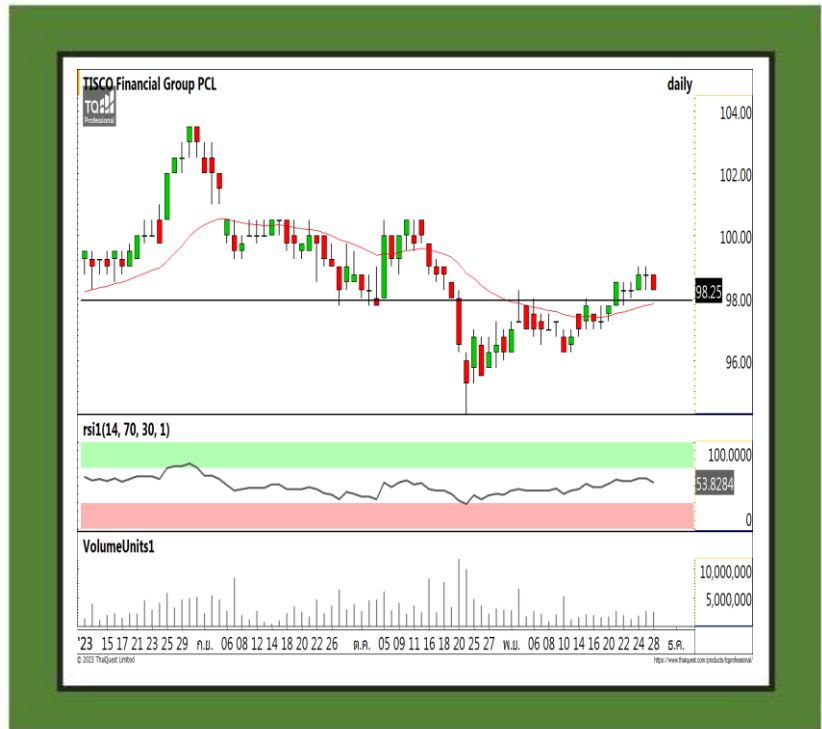 TISCO Financial Group PCL daily
TQ
Professional
104.00
102.00
100.00
98.25
98.00
96.00
rsi1(14, 70, 30, 1)
100.0000
53.8284
0
VolumeUnits1
10,000,000
5,000,000
'23 15 17 21 23 25 29 ก.ย. 06 08 12 14 18 20 22 26 ต.ค. 05 09 11 16 18 20 25 27 พ.ย. 06 08 10 14 16 20 22 24 28 ธ.ค.
© 2023 ThaiQuest Limited https://www.thaiquest.com/products/tqprofessional/